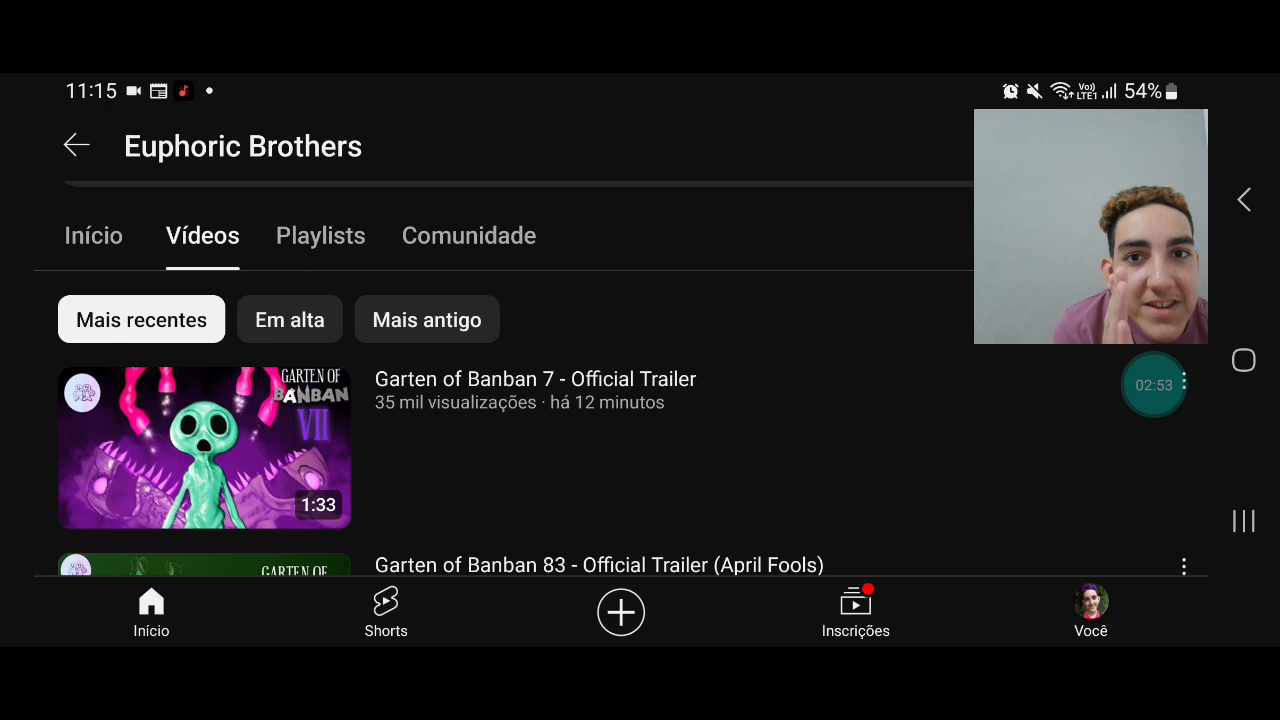 11:15
Vo))
LTE1
54%
Euphoric Brothers
Início
Vídeos
Playlists
Comunidade
Mais recentes
Em alta
Mais antigo
GARTEN OF
BANBAN
VII
1:33
Garten of Banban 7 - Official Trailer
35 mil visualizações · há 12 minutos
02:53
GARTEN OF
Garten of Banban 83 - Official Trailer (April Fools)
Início
Shorts
Inscrições
Você